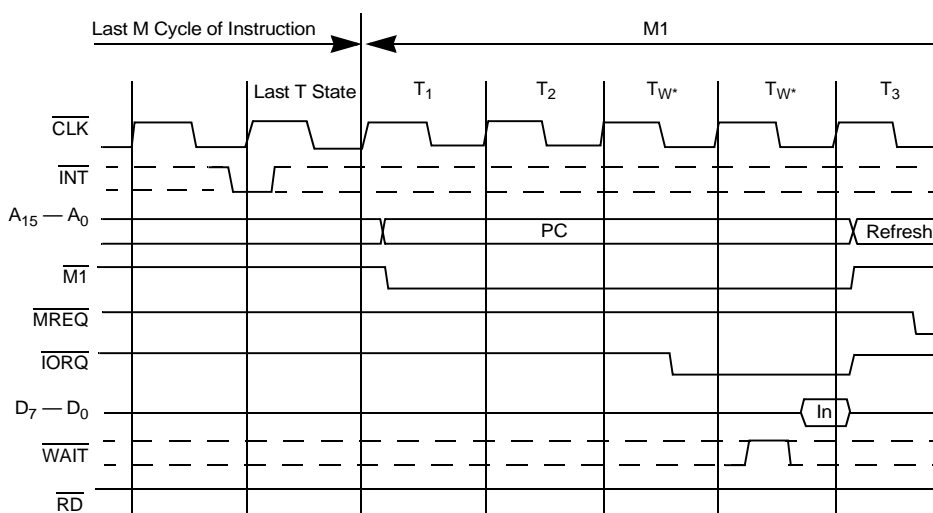 Last M Cycle of Instruction M1
Last T State T1 T2 TW* TW* T3
CLK
INT
A15 — A0 PC Refresh
M1
MREQ
IORQ
D7 — D0 In
WAIT
RD